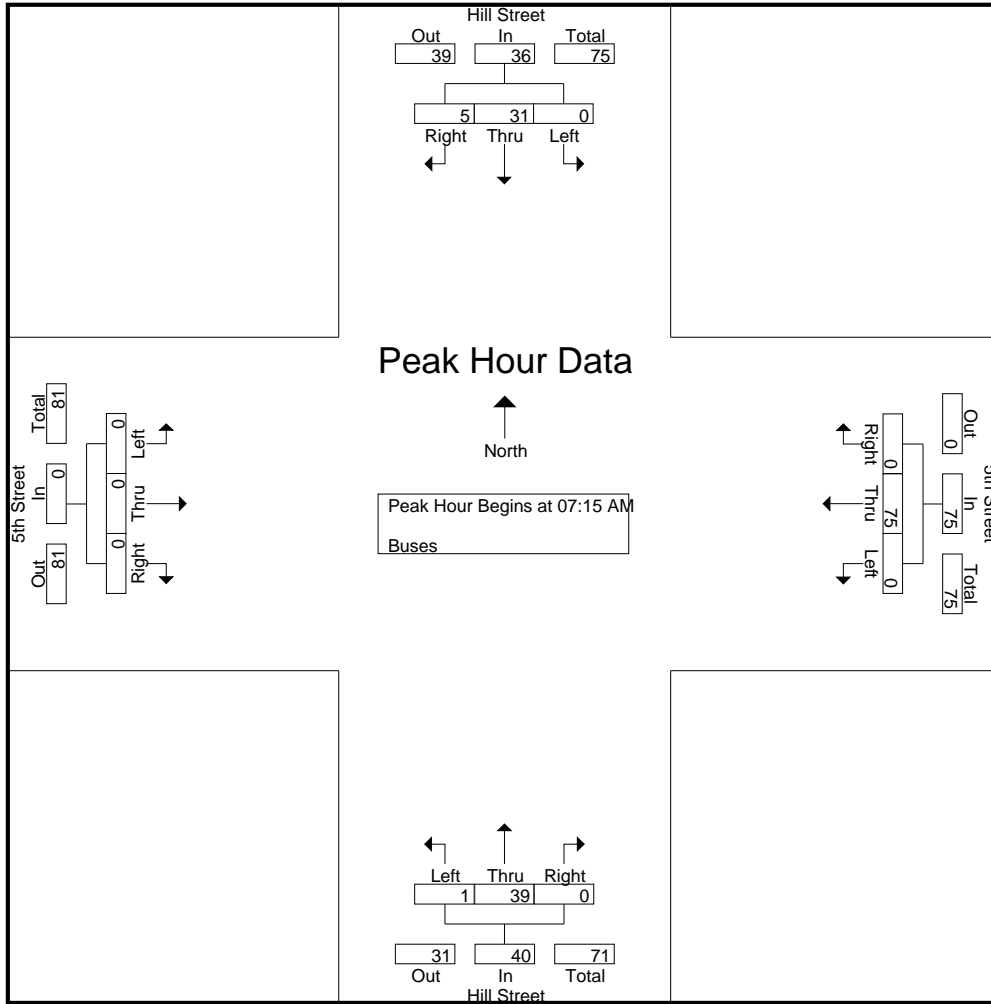 Hill Street
Out In Total
39 36 75
5 31 0
Right Thru Left
Peak Hour Data
North
Peak Hour Begins at 07:15 AM
Buses
5th Street
Total In Out
81 0 81
0 0 0
Left Thru Right
Right Thru Left
0 75 0
0 75 75
Out In Total
5th Street
Left Thru Right
1 39 0
31 40 71
Out In Total
Hill Street